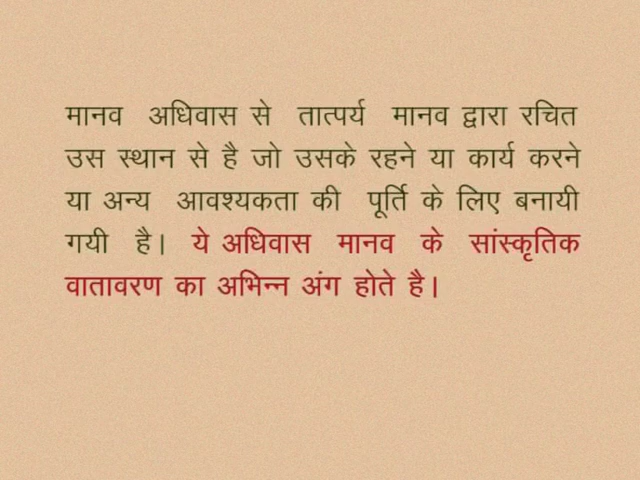 मानव अधिवास से तात्पर्य मानव द्वारा रचित
उस स्थान से है जो उसके रहने या कार्य करने
या अन्य आवश्यकता की पूर्ति के लिए बनायी
गयी है। ये अधिवास मानव के सांस्कृतिक
वातावरण का अभिन्न अंग होते है।